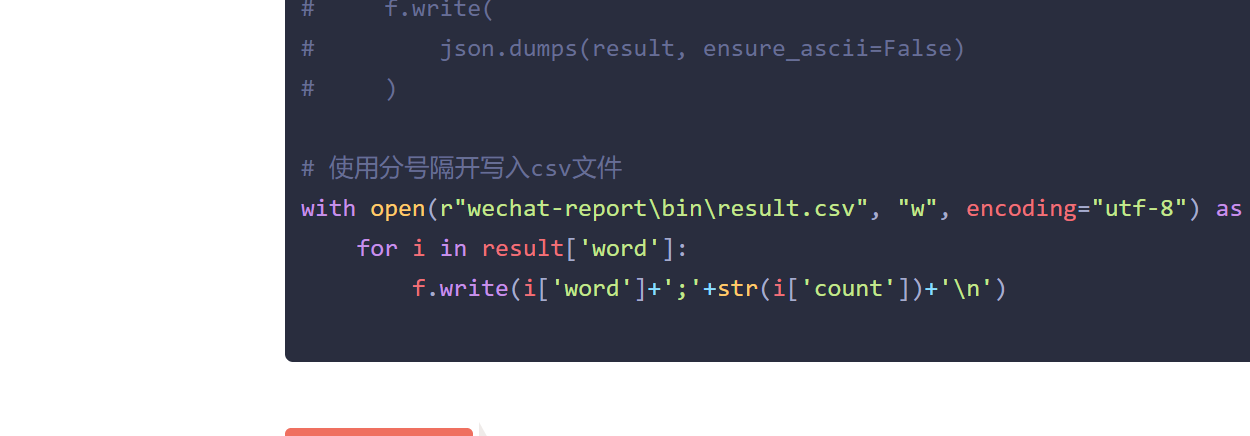 #     f.write(
#         json.dumps(result, ensure_ascii=False)
#     )
# 使用分号隔开写入csv文件
with open(r"wechat-report\bin\result.csv", "w", encoding="utf-8") as
    for i in result['word']:
        f.write(i['word']+';'+str(i['count'])+'\n')